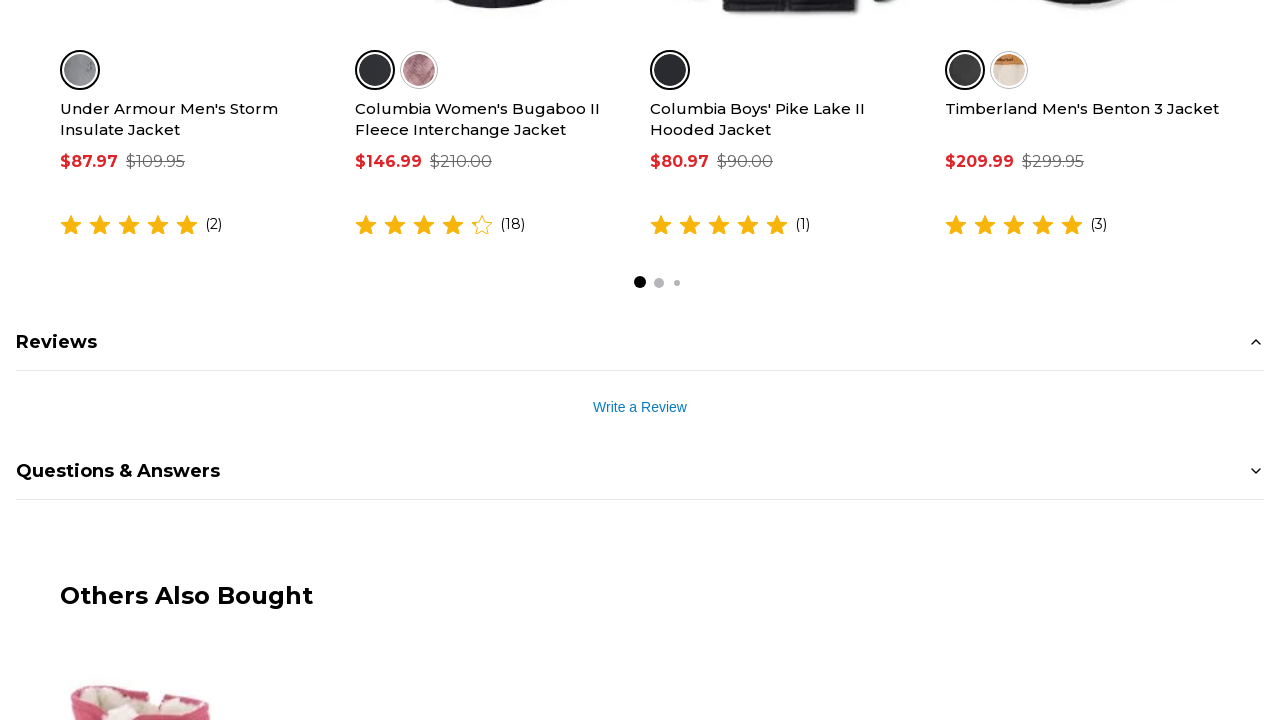 Under Armour Men's Storm
Insulate Jacket
$87.97 $109.95
(2)
Columbia Women's Bugaboo II
Fleece Interchange Jacket
$146.99 $210.00
(18)
Columbia Boys' Pike Lake II
Hooded Jacket
$80.97 $90.00
(1)
Timberland Men's Benton 3 Jacket
$209.99 $299.95
(3)
Reviews
Write a Review
Questions & Answers
Others Also Bought